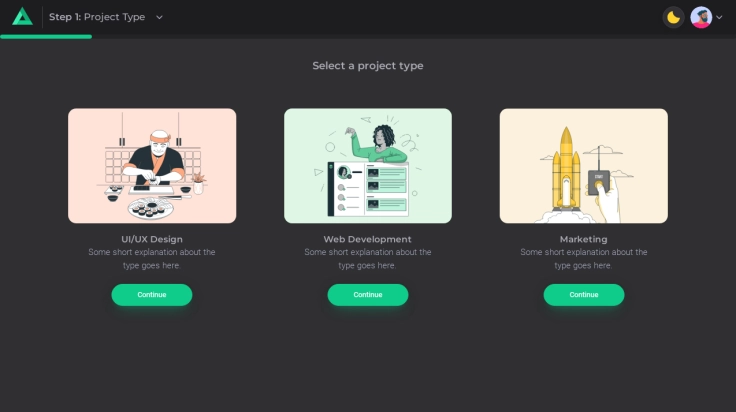 Step 1: Project Type
Select a project type
UI/UX Design
Some short explanation about the
type goes here.
Continue
Web Development
Some short explanation about the
type goes here.
Continue
Marketing
Some short explanation about the
type goes here.
Continue